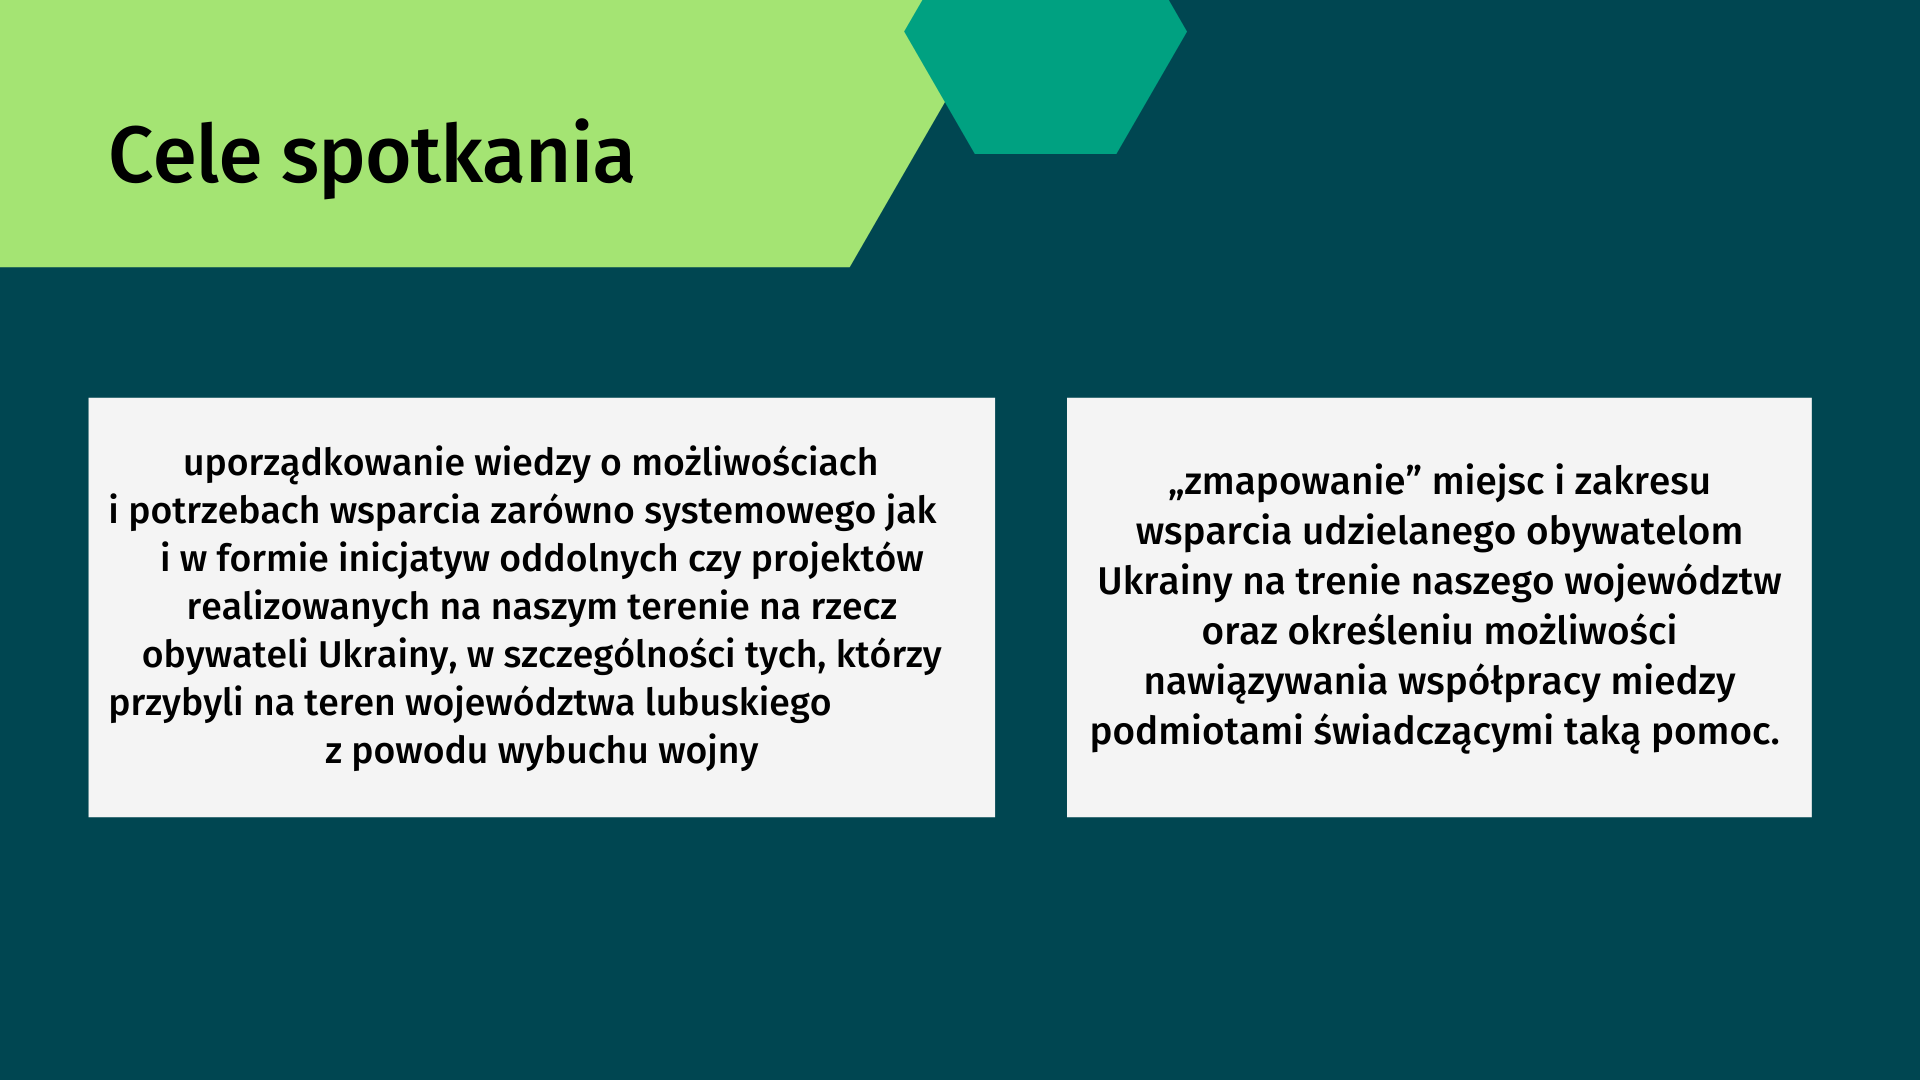 Cele spotkania
uporządkowanie wiedzy o możliwościach
i potrzebach wsparcia zarówno systemowego jak
i w formie inicjatyw oddolnych czy projektów
realizowanych na naszym terenie na rzecz
obywateli Ukrainy, w szczególności tych, którzy
przybyli na teren województwa lubuskiego
z powodu wybuchu wojny
„zmapowanie” miejsc i zakresu
wsparcia udzielanego obywatelom
Ukrainy na trenie naszego województw
oraz określeniu możliwości
nawiązywania współpracy miedzy
podmiotami świadczącymi taką pomoc.